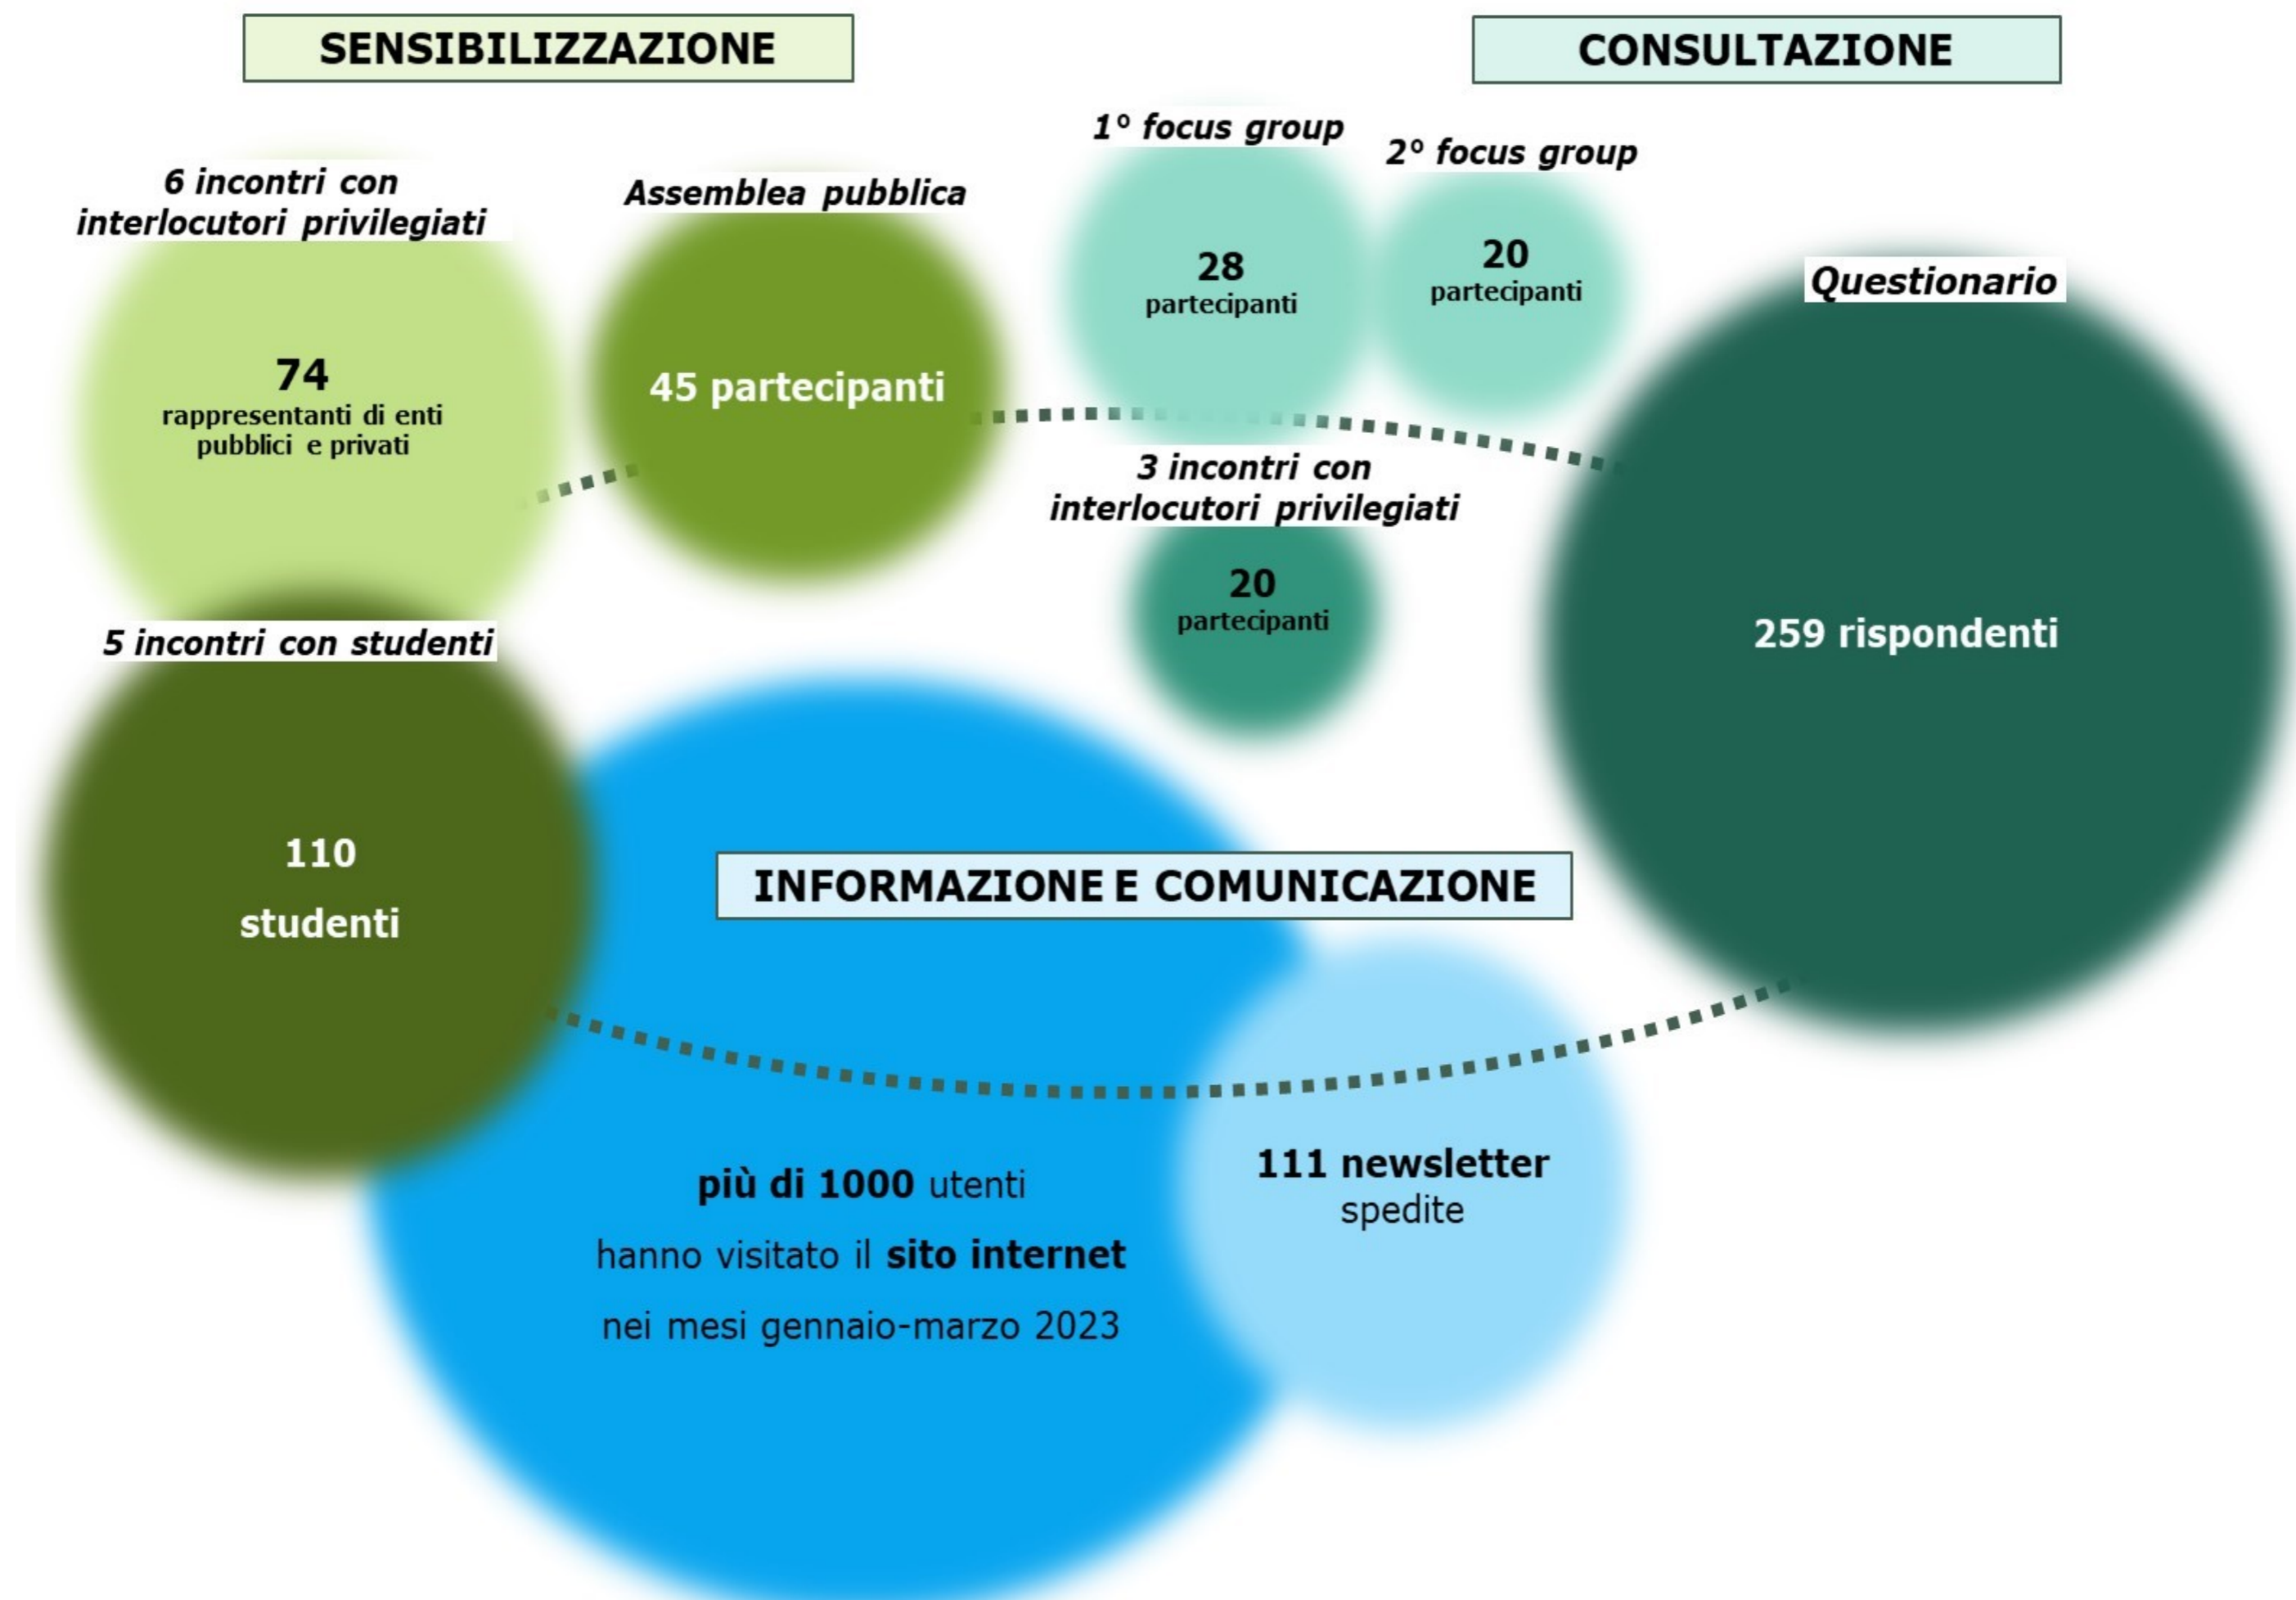 SENSIBILIZZAZIONE
6 incontri con
interlocutori privilegiati
74
rappresentanti di enti
pubblici e privati
Assemblea pubblica
45 partecipanti
5 incontri con studenti
110
studenti
CONSULTAZIONE
1° focus group
28
partecipanti
2° focus group
20
partecipanti
3 incontri con
interlocutori privilegiati
20
partecipanti
Questionario
259 rispondenti
INFORMAZIONE E COMUNICAZIONE
più di 1000 utenti
hanno visitato il sito internet
nei mesi gennaio-marzo 2023
111 newsletter
spedite